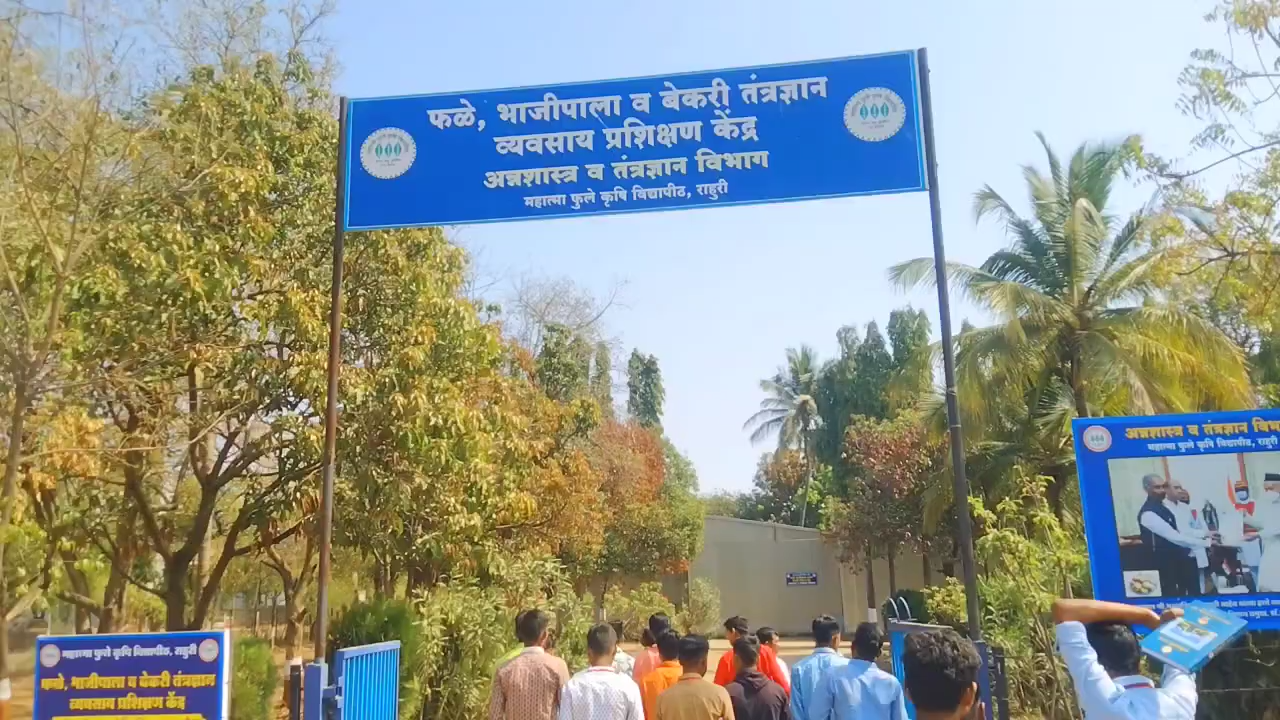 फळे, भाजीपाला व बेकरी तंत्रज्ञान
व्यवसाय प्रशिक्षण केंद्र
अन्नशास्त्र व तंत्रज्ञान विभाग
महात्मा फुले कृषि विद्यापीठ, राहुरी
अन्नशास्त्र व तंत्रज्ञान
महात्मा फुले कृषि विद्यापीठ, राहुरी
महात्मा फुले कृषि विद्यापीठ, राहुरी
फळे, भाजीपाला व बेकरी तंत्रज्ञान
व्यवसाय प्रशिक्षण केंद्र